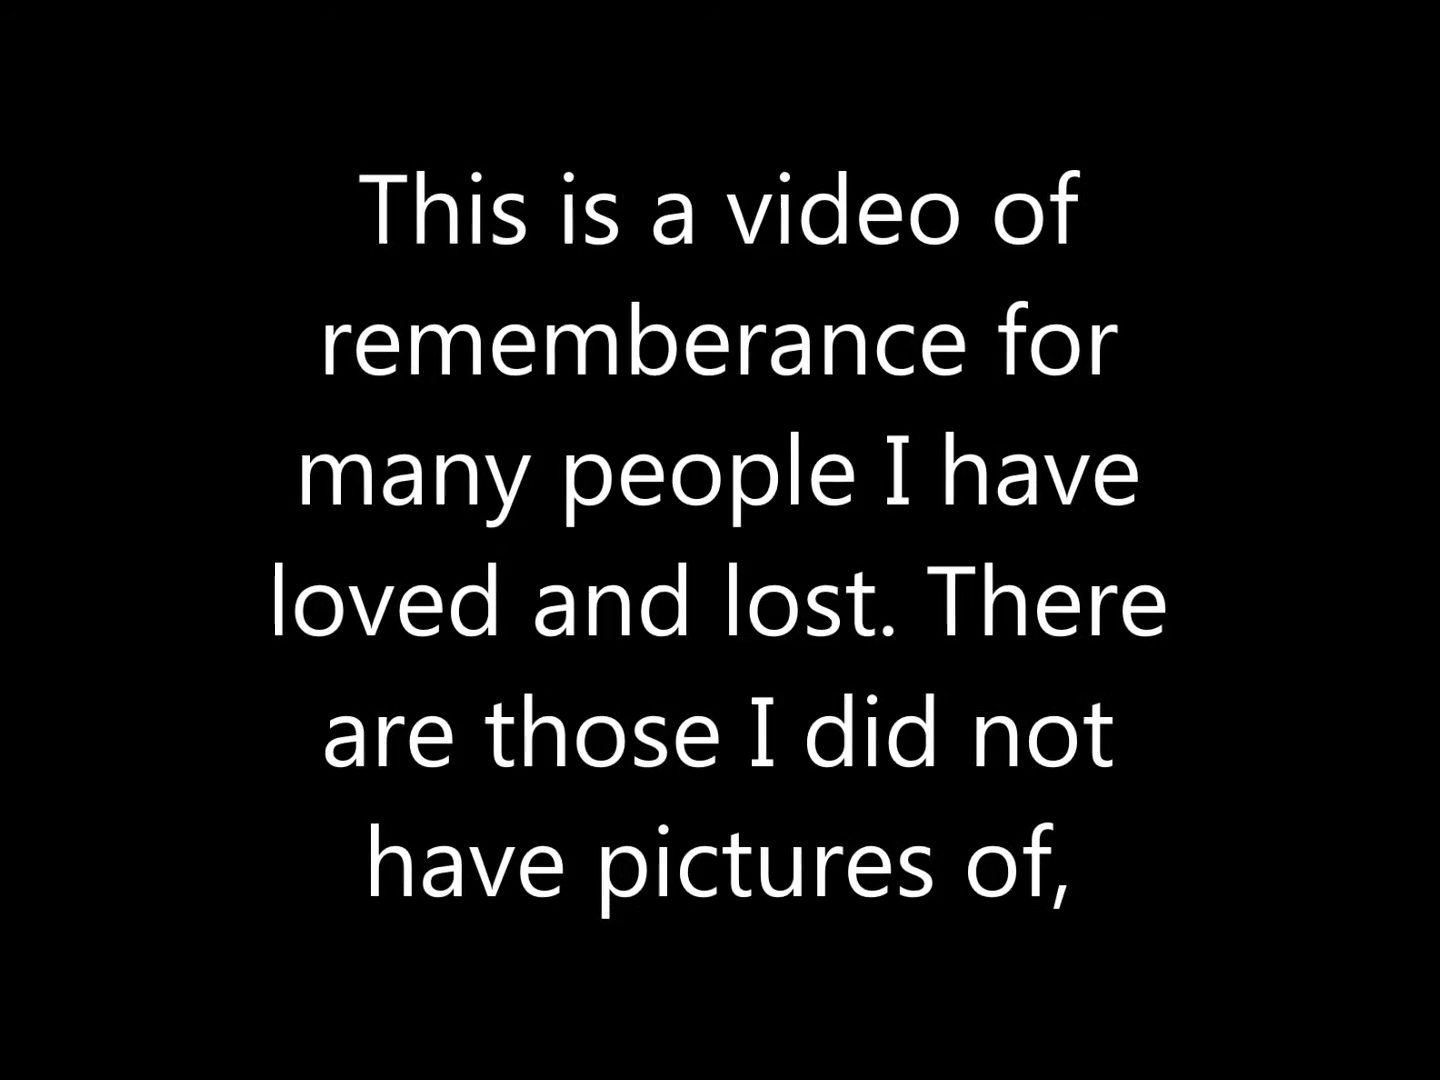 This is a video of
rememberance for
many people I have
loved and lost. There
are those I did not
have pictures of,